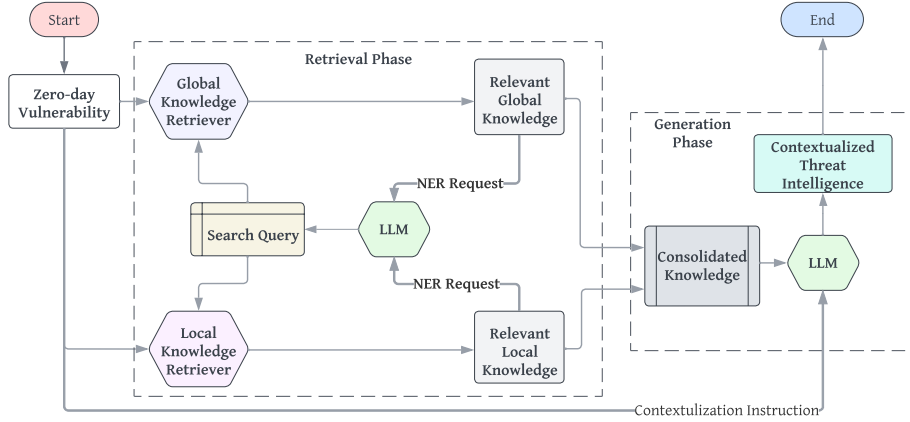 Start
End
Retrieval Phase
Zero-day
Vulnerability
Global
Knowledge
Retriever
Relevant
Global
Knowledge
Generation
Phase
Contextualized
Threat
Intelligence
NER Request
Search Query
LLM
Consolidated
Knowledge
LLM
NER Request
Local
Knowledge
Retriever
Relevant
Local
Knowledge
Contextulization Instruction